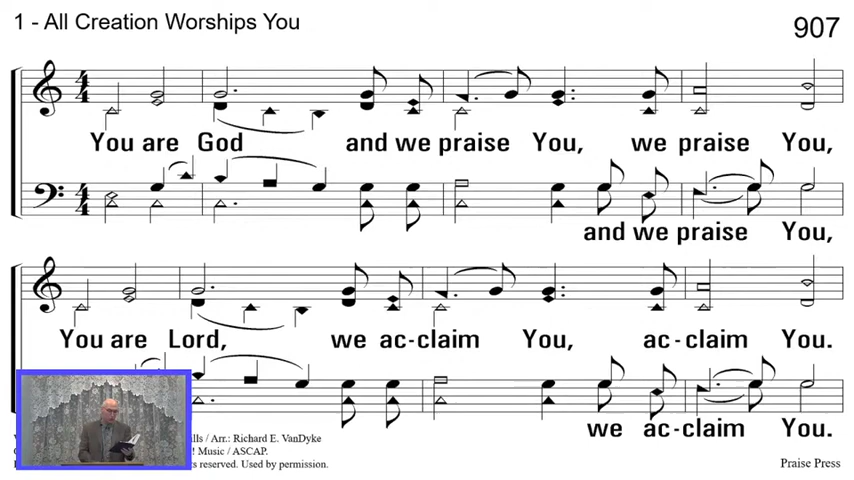 1 - All Creation Worships You
907
You are God and we praise You, we praise You,
and we praise You,
You are Lord, we ac-claim You, ac-claim You.
we ac-claim You.
lls / Arr.: Richard E. VanDyke
! Music / ASCAP.
ts reserved. Used by permission.
Praise Press